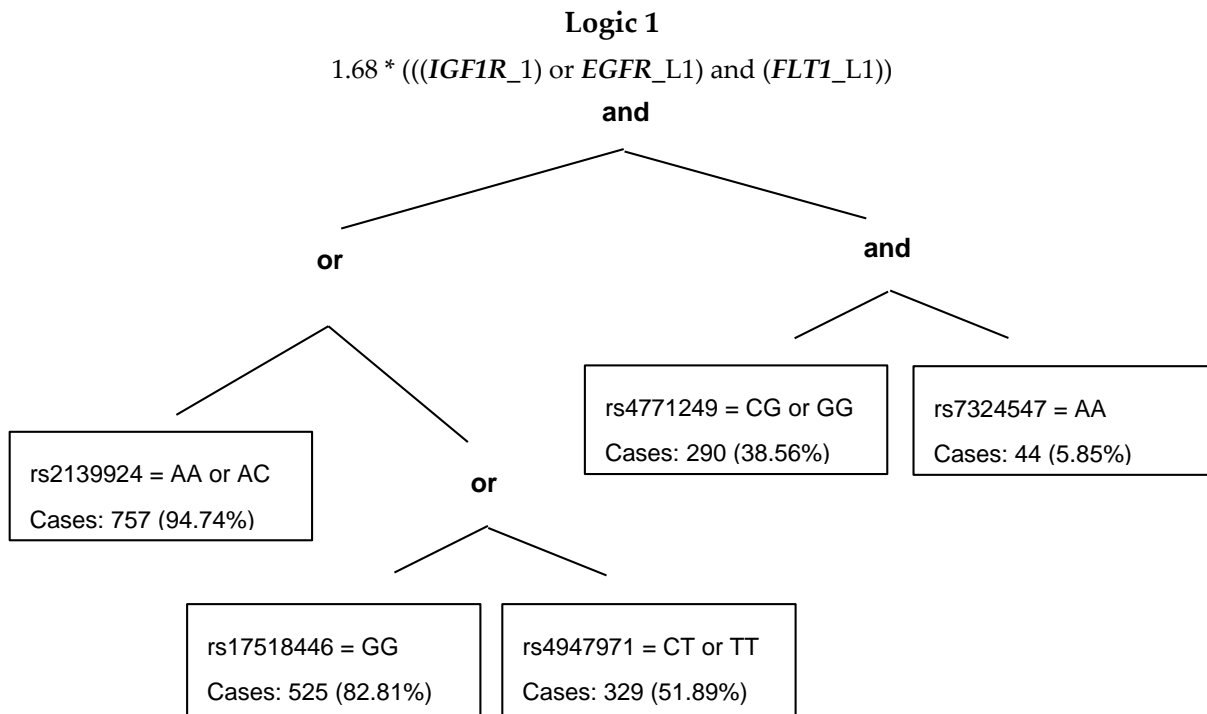 Logic 1
1.68 * (((IGF1R_1) or EGFR_L1) and (FLT1_L1))
and
or
and
rs4771249 = CG or GG
Cases: 290 (38.56%)
rs7324547 = AA
Cases: 44 (5.85%)
rs2139924 = AA or AC
Cases: 757 (94.74%)
or
rs17518446 = GG
Cases: 525 (82.81%)
rs4947971 = CT or TT
Cases: 329 (51.89%)